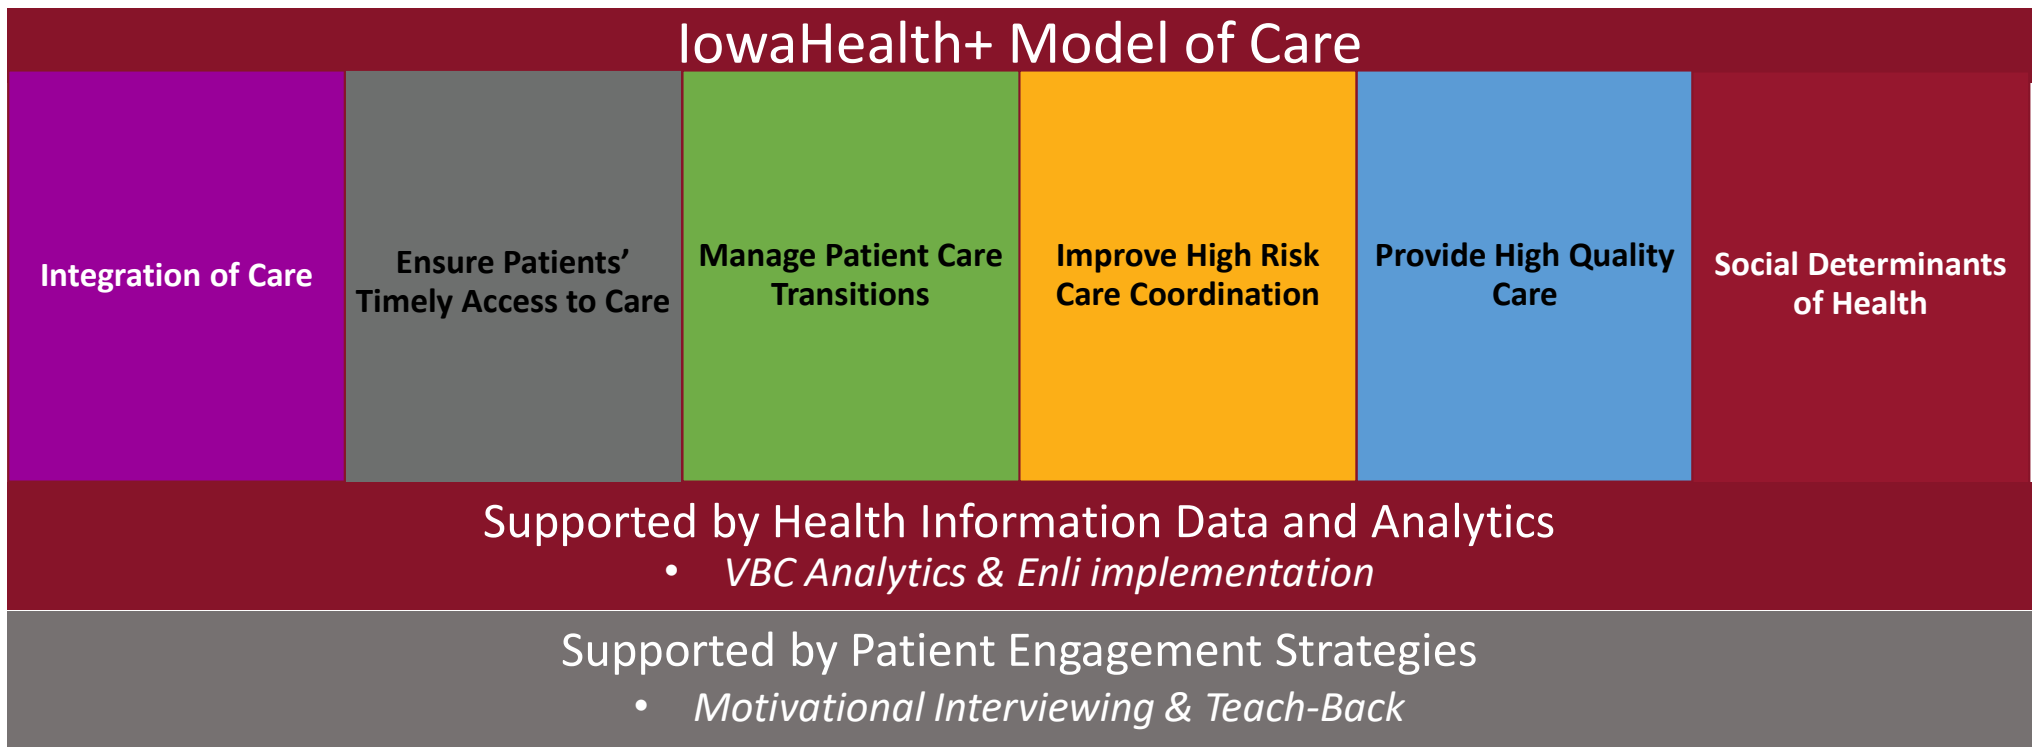 IowaHealth+ Model of Care
Integration of Care
Ensure Patients’
Timely Access to Care
Manage Patient Care
Transitions
Improve High Risk
Care Coordination
Provide High Quality
Care
Social Determinants
of Health
Supported by Health Information Data and Analytics
• VBC Analytics & Enli implementation
Supported by Patient Engagement Strategies
• Motivational Interviewing & Teach-Back